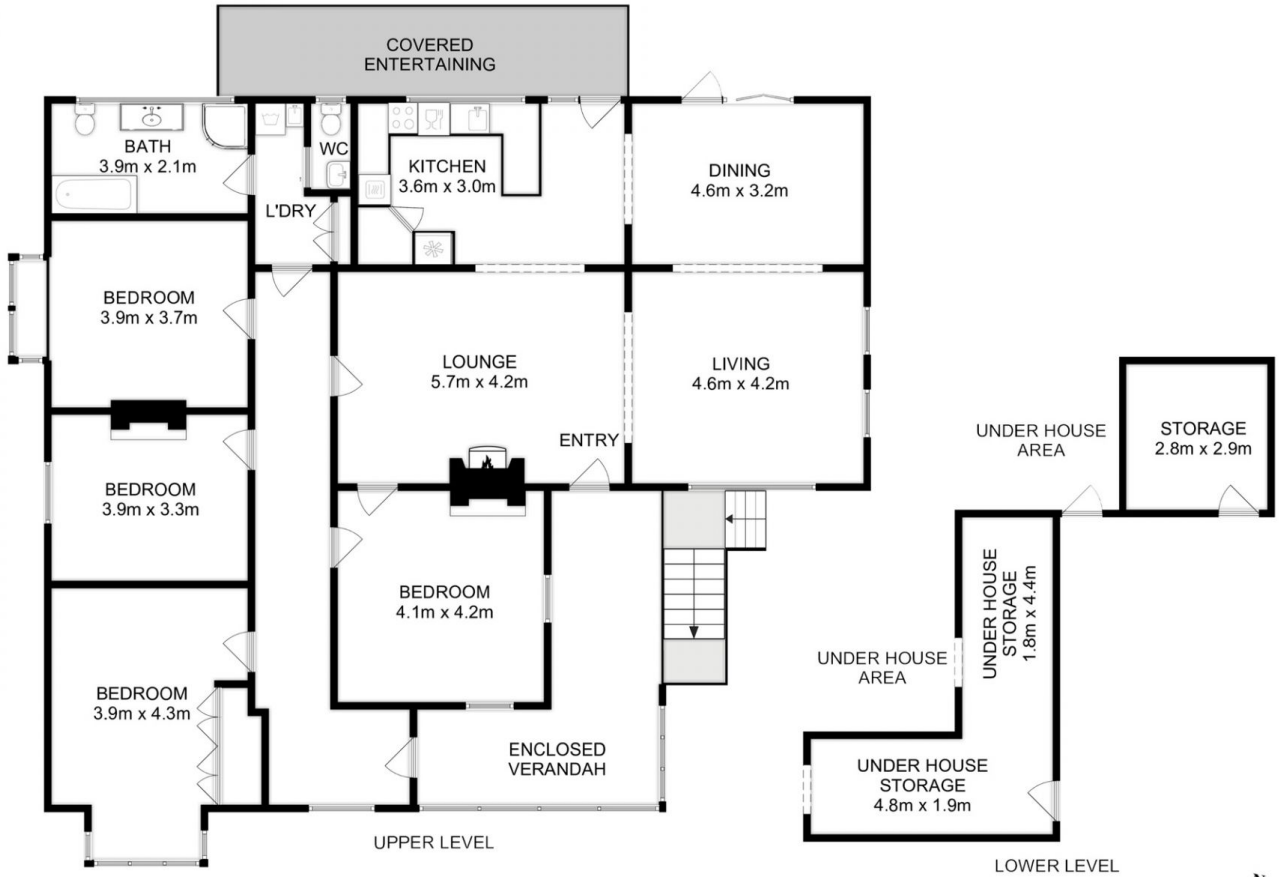 COVERED
ENTERTAINING
BATH
3.9m x 2.1m
WC
L'DRY
KITCHEN
3.6m x 3.0m
DINING
4.6m x 3.2m
BEDROOM
3.9m x 3.7m
LOUNGE
5.7m x 4.2m
LIVING
4.6m x 4.2m
ENTRY
BEDROOM
3.9m x 3.3m
BEDROOM
4.1m x 4.2m
BEDROOM
3.9m x 4.3m
ENCLOSED
VERANDAH
UPPER LEVEL
UNDER HOUSE
AREA
STORAGE
2.8m x 2.9m
UNDER HOUSE
STORAGE
1.8m x 4.4m
UNDER HOUSE
AREA
UNDER HOUSE
STORAGE
4.8m x 1.9m
LOWER LEVEL